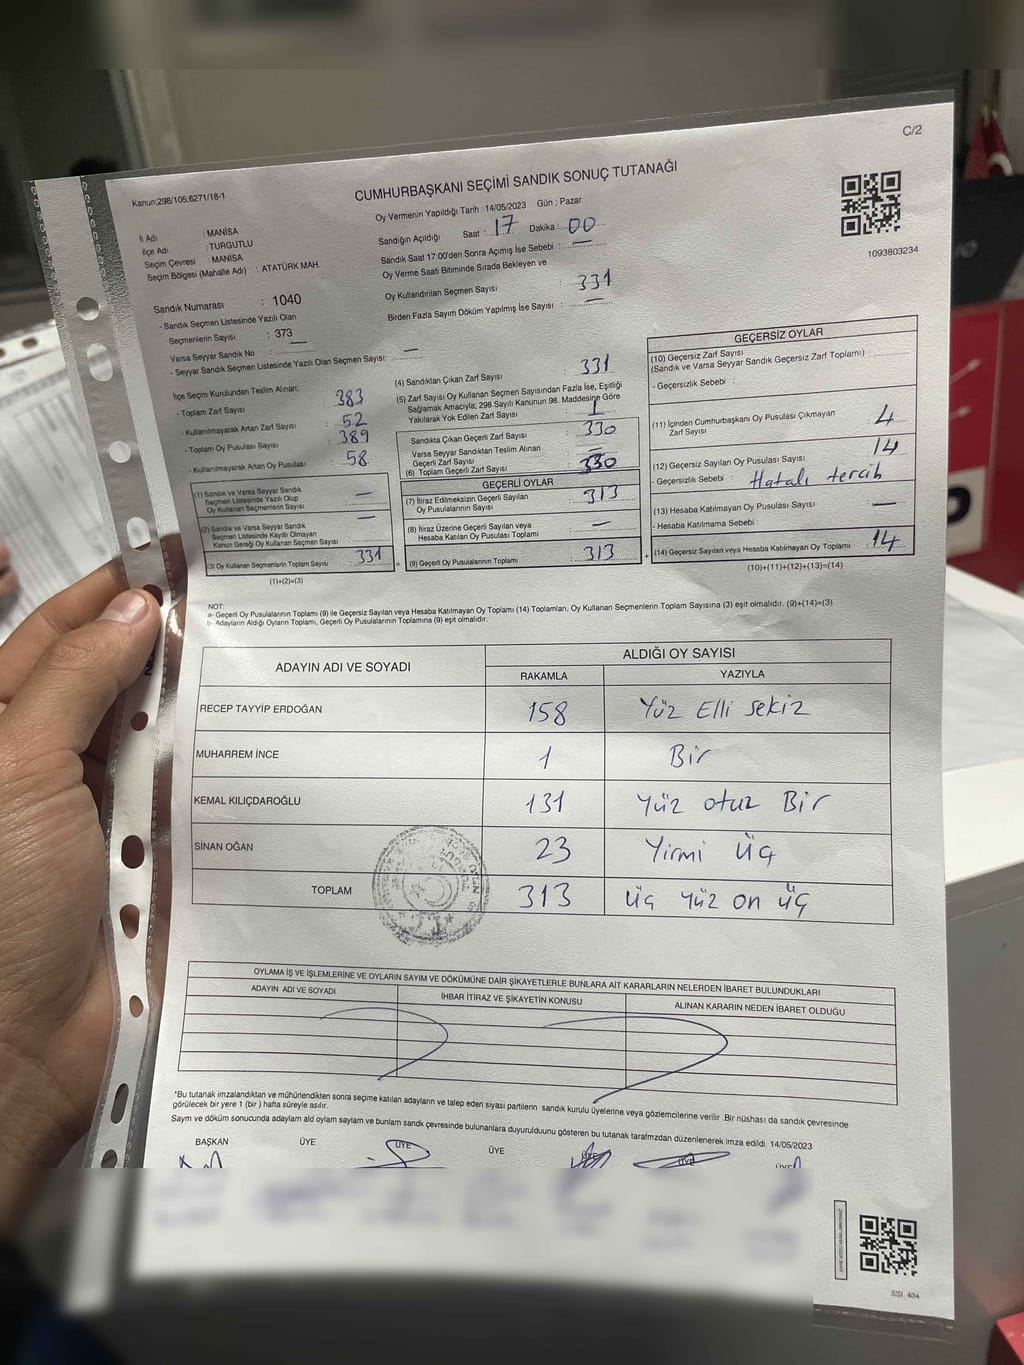 C/2
Kanun:298/105;6271/18-1
CUMHURBAŞKANI SEÇİMİ SANDIK SONUÇ TUTANAĞI
Oy Vermenin Yapıldığı Tarih : 14/05/2023 Gün : Pazar
İl Adı : MANİSA
İlçe Adı : TURGUTLU
Seçim Çevresi : MANİSA
Seçim Bölgesi (Mahalle Adı) : ATATÜRK MAH.
Sandığın Açıldığı Saat : 17 Dakika : 00
Sandık Saat 17:00'den Sonra Açımış İse Sebebi : —
Oy Verme Saati Bitiminde Sırada Bekleyen ve
Oy Kullandırılan Seçmen Sayısı : 331
Birden Fazla Sayım Döküm Yapılmış İse Sayısı : —
1093803234
Sandık Numarası : 1040
- Sandık Seçmen Listesinde Yazılı Olan
Seçmenlerin Sayısı : 373
Varsa Seyyar Sandık No : —
- Seyyar Sandık Seçmen Listesinde Yazılı Olan Seçmen Sayısı: —
İlçe Seçim Kurulundan Teslim Alınan;
- Toplam Zarf Sayısı : 383
- Kullanılmayarak Artan Zarf Sayısı : 52
- Toplam Oy Pusulası Sayısı : 389
- Kullanılmayarak Artan Oy Pusulası : 58
(1) Sandık ve Varsa Seyyar Sandık
Seçmen Listesinde Yazılı Olup
Oy Kullanan Seçmenlerin Sayısı : —
(2) Sandık ve Varsa Seyyar Sandık
Seçmen Listesinde Kayıtlı Olmayan
Kanun Gereği Oy Kullanan Seçmen Sayısı : —
(3) Oy Kullanan Seçmenlerin Toplam Sayısı : 331
(1)+(2)=(3)
(4) Sandıktan Çıkan Zarf Sayısı : 331
(5) Zarf Sayısı Oy Kullanan Seçmen Sayısından Fazla İse, Eşitliği
Sağlamak Amacıyla; 298 Sayılı Kanunun 98. Maddesine Göre
Yakılarak Yok Edilen Zarf Sayısı : 1
Sandıkta Çıkan Geçerli Zarf Sayısı : 330
Varsa Seyyar Sandıktan Teslim Alınan
Geçerli Zarf Sayısı : —
(6) Toplam Geçerli Zarf Sayısı : 330
GEÇERLİ OYLAR
(7) İtiraz Edilmeksizin Geçerli Sayılan
Oy Pusulalarının Sayısı : 313
(8) İtiraz Üzerine Geçerli Sayılan veya
Hesaba Katılan Oy Pusulası Toplamı : —
(9) Geçerli Oy Pusulalarının Toplamı : 313
GEÇERSİZ OYLAR
(10) Geçersiz Zarf Sayısı
(Sandık ve Varsa Seyyar Sandık Geçersiz Zarf Toplamı) :
- Geçersizlik Sebebi :
(11) İçinden Cumhurbaşkanı Oy Pusulası Çıkmayan
Zarf Sayısı : 4
(12) Geçersiz Sayılan Oy Pusulası Sayısı : 14
- Geçersizlik Sebebi : Hatalı tercih
(13) Hesaba Katılmayan Oy Pusulası Sayısı : —
- Hesaba Katılmama Sebebi :
(14) Geçersiz Sayılan veya Hesaba Katılmayan Oy Toplamı : 14
(10)+(11)+(12)+(13)=(14)
NOT:
a- Geçerli Oy Pusulalarının Toplamı (9) ile Geçersiz Sayılan veya Hesaba Katılmayan Oy Toplamı (14) Toplamları, Oy Kullanan Seçmenlerin Toplam Sayısına (3) eşit olmalıdır. (9)+(14)=(3)
b- Adayların Aldığı Oyların Toplamı, Geçerli Oy Pusulalarının Toplamına (9) eşit olmalıdır.
ADAYIN ADI VE SOYADI ALDIĞI OY SAYISI
RAKAMLA YAZIYLA
RECEP TAYYİP ERDOĞAN 158 Yüz Elli sekiz
MUHARREM İNCE 1 Bir
KEMAL KILIÇDAROĞLU 131 Yüz otuz Bir
SİNAN OĞAN 23 Yirmi Üç
TOPLAM 313 Üç Yüz on üç
OYLAMA İŞ VE İŞLEMLERİNE VE OYLARIN SAYIM VE DÖKÜMÜNE DAİR ŞİKAYETLERLE BUNLARA AİT KARARLARIN NELERDEN İBARET BULUNDUKLARI
ADAYIN ADI VE SOYADI İHBAR İTİRAZ VE ŞİKAYETİN KONUSU ALINAN KARARIN NEDEN İBARET OLDUĞU
*Bu tutanak imzalandıktan ve mühürlendikten sonra seçime katılan adayların ve talep eden siyasi partilerin sandık kurulu üyelerine veya gözlemcilerine verilir .Bir nüshası da sandık çevresinde
görülecek bir yere 1 (bir ) hafta süreyle asılır.
Sayım ve döküm sonucunda adayların ald oylam sayları ve bunlam sandk çevresinde bulunanlara duyurulduunu gösteren bu tutanak tarafmzdan düzenlenerek imza edildi. 14/05/2023
BAŞKAN ÜYE ÜYE ÜYE ÜYE ÜYE ÜYE
SSI_404